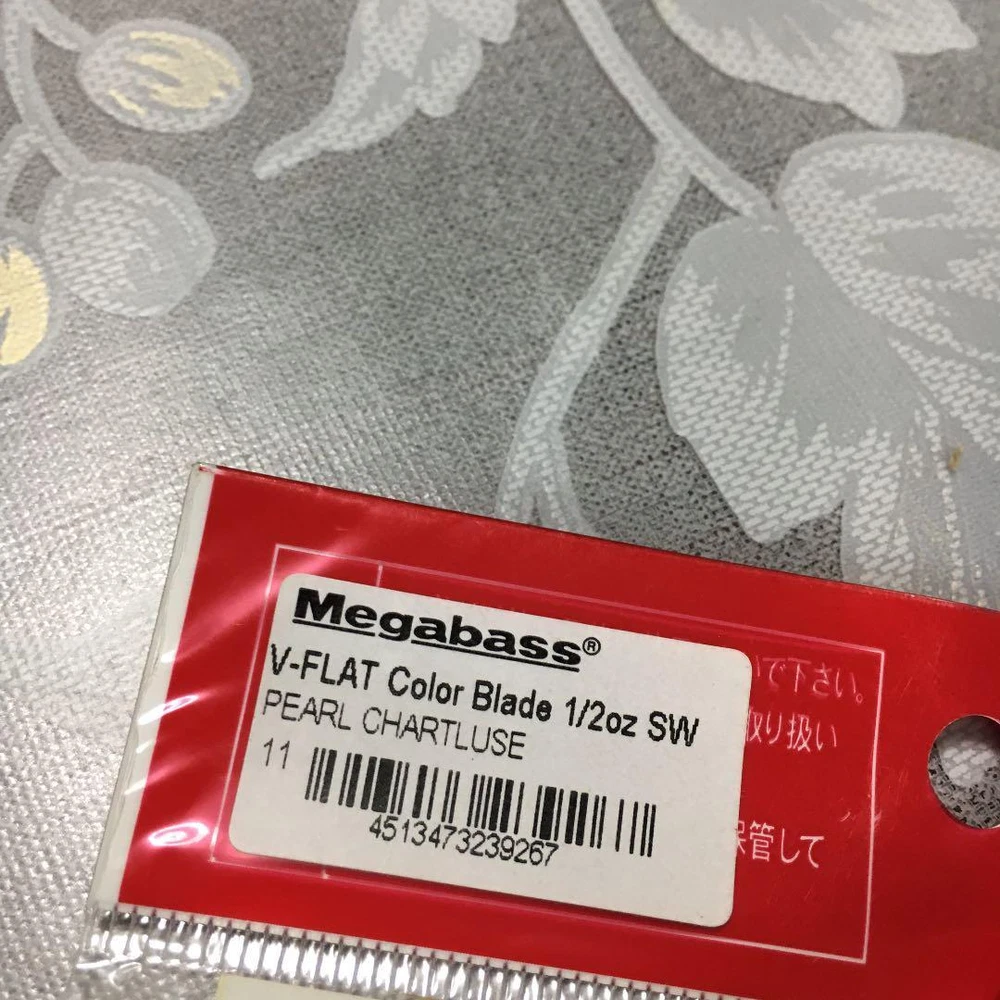 Megabass®
V-FLAT Color Blade 1/2oz SW
PEARL CHARTLUSE
11
4513473239267
で下さい。
取り扱い
保管して